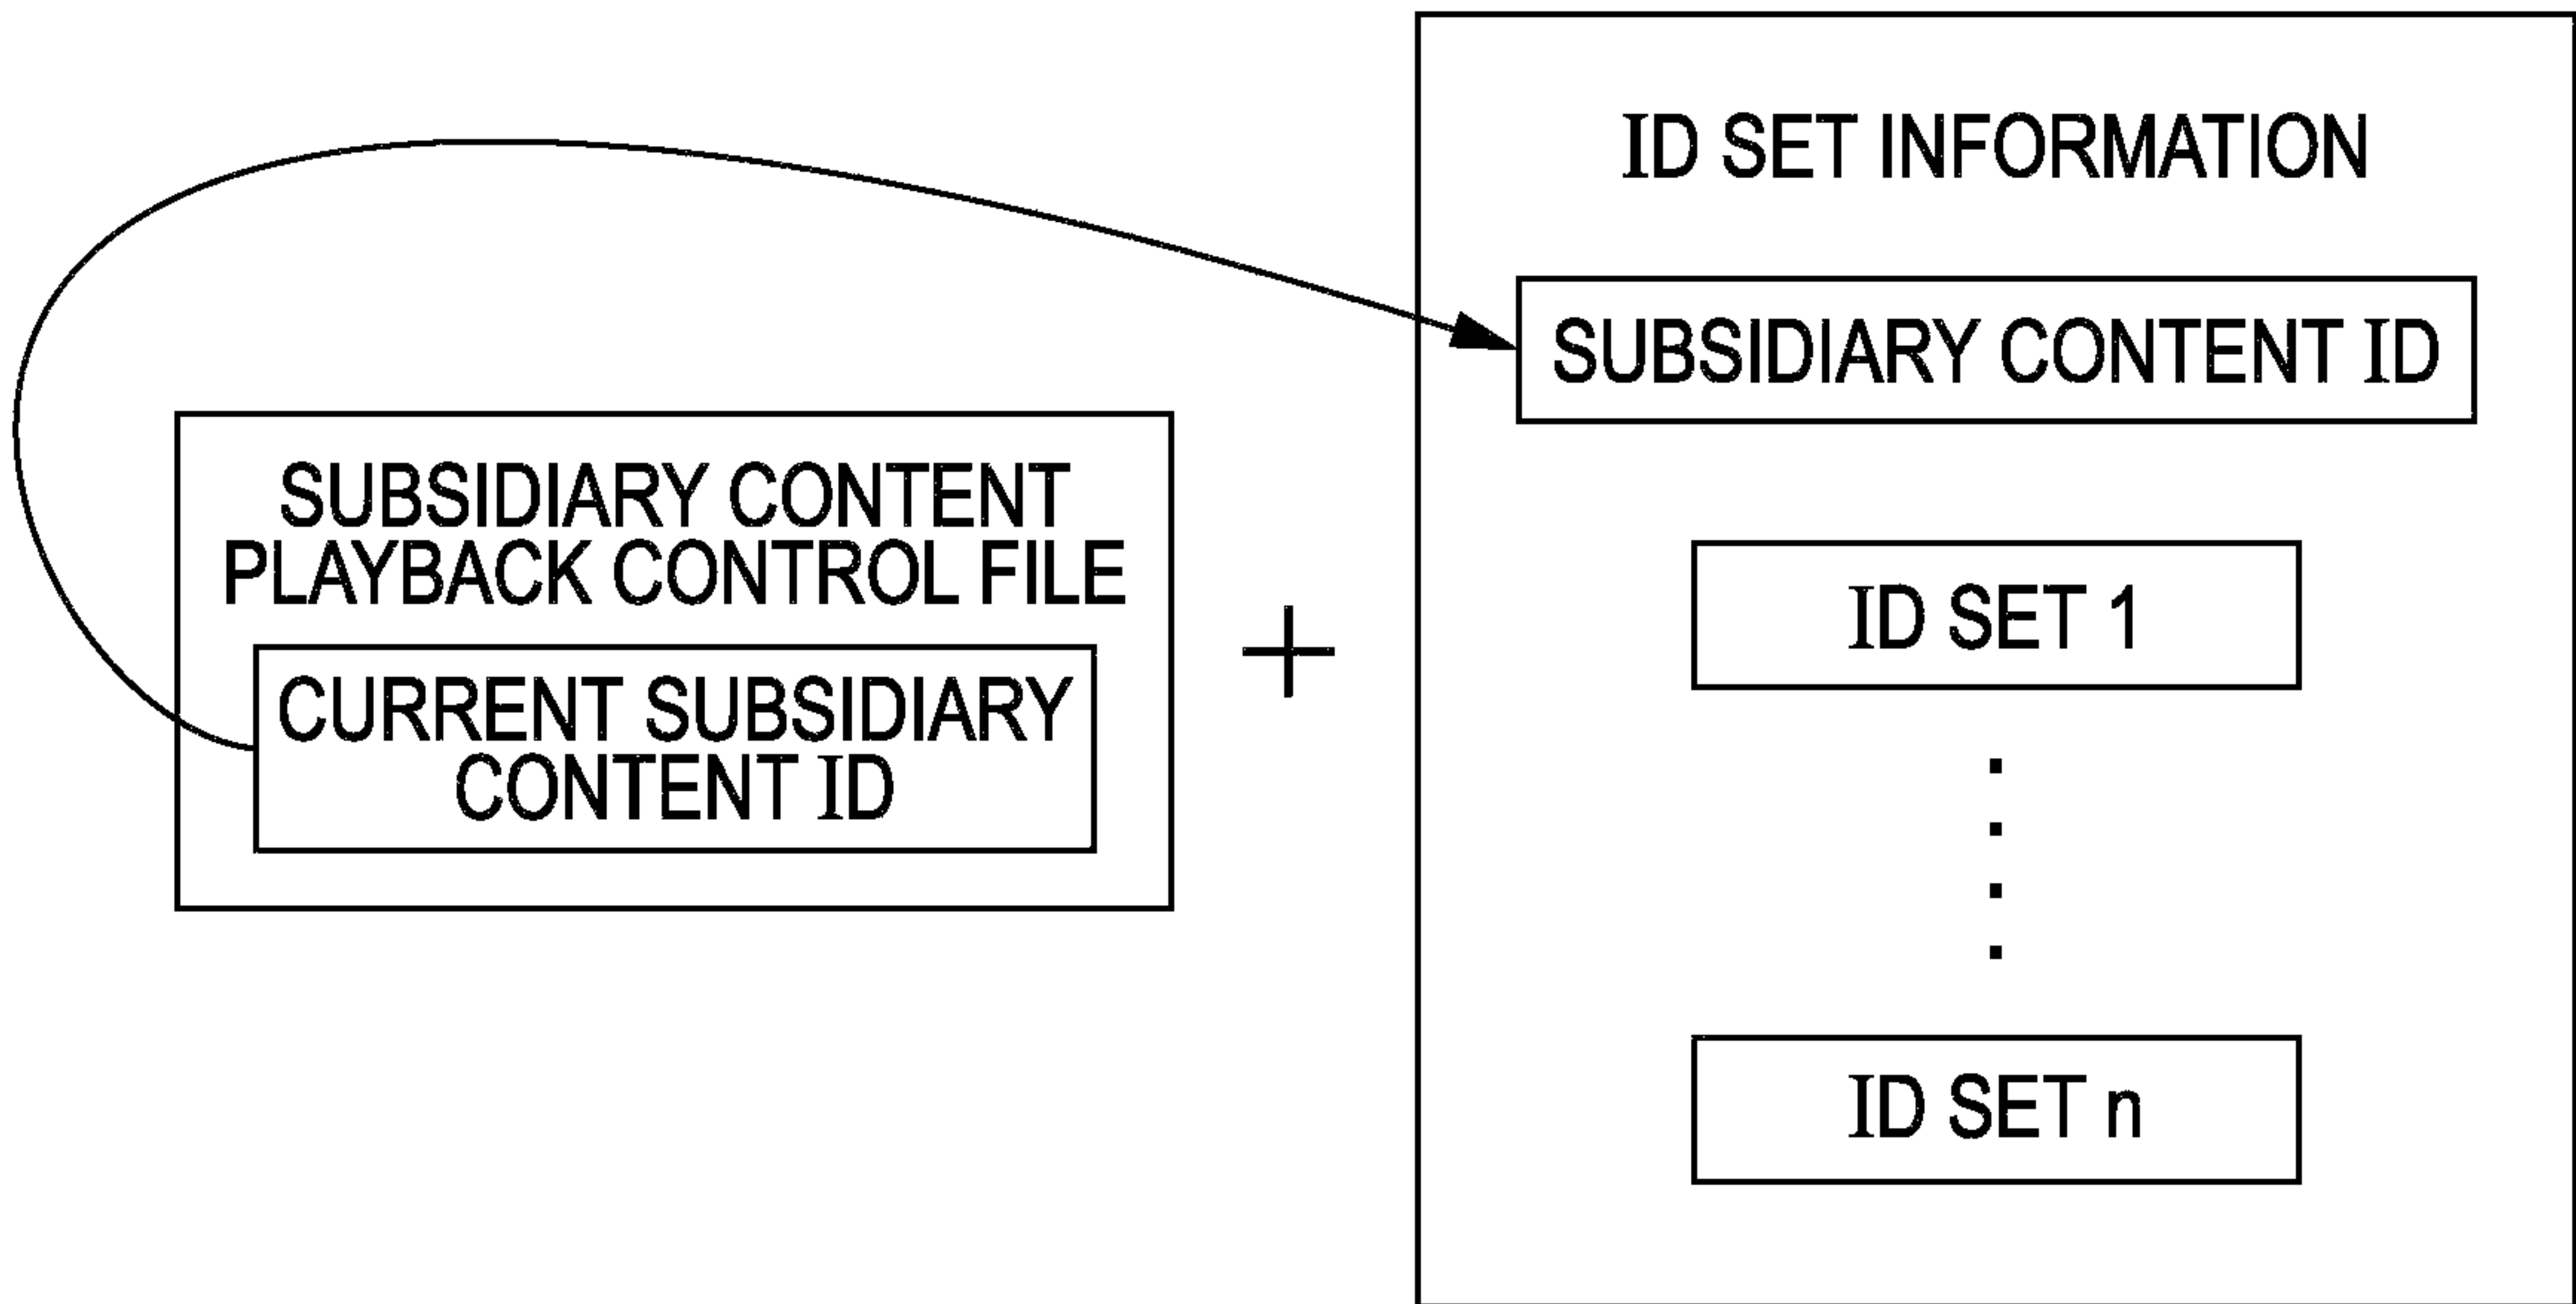 SUBSIDIARY CONTENT
PLAYBACK CONTROL FILE
CURRENT SUBSIDIARY
CONTENT ID
+
ID SET INFORMATION
SUBSIDIARY CONTENT ID
ID SET 1
ID SET n